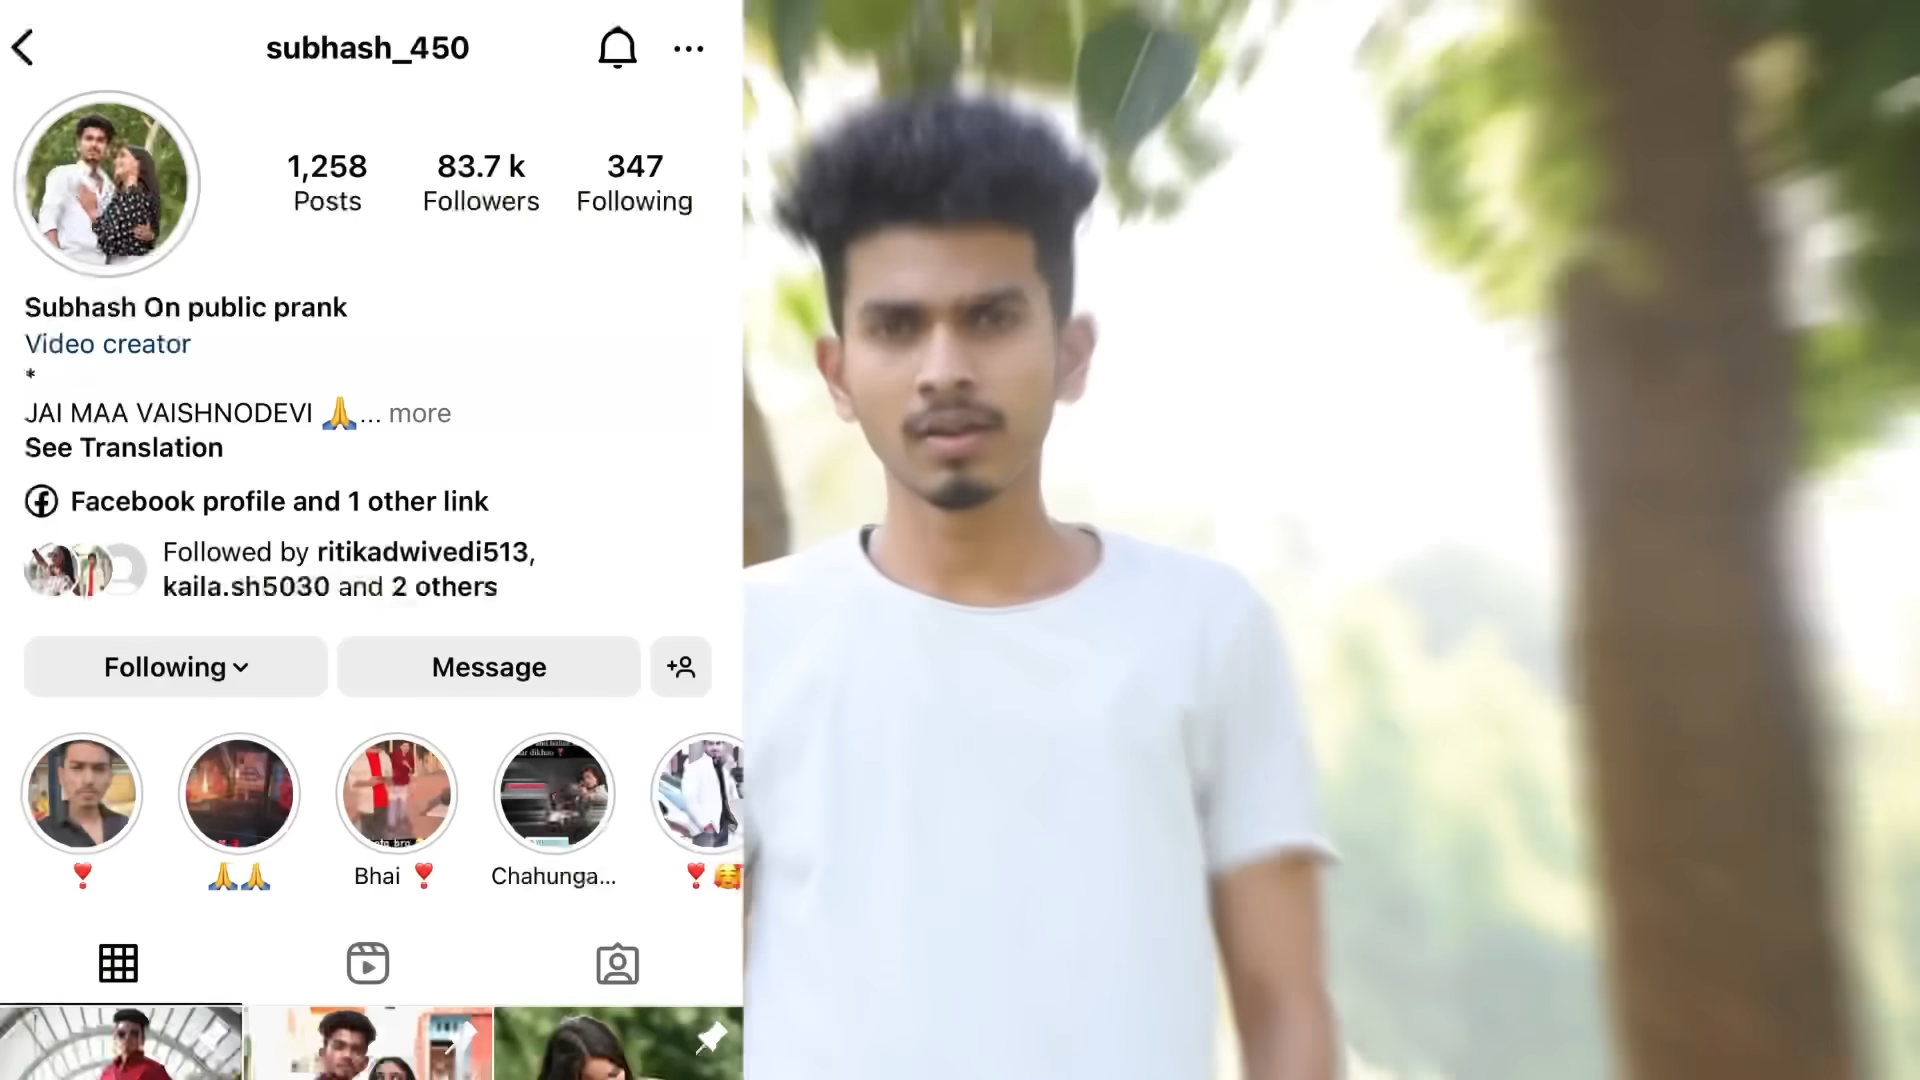 subhash_450
1,258 83.7 k 347
Posts Followers Following
Subhash On public prank
Video creator
*
JAI MAA VAISHNODEVI 🙏... more
See Translation
Facebook profile and 1 other link
Followed by ritikadwivedi513,
kaila.sh5030 and 2 others
Following Message
❣️ 🙏🙏 Bhai ❣️ Chahunga... ❣️🥰